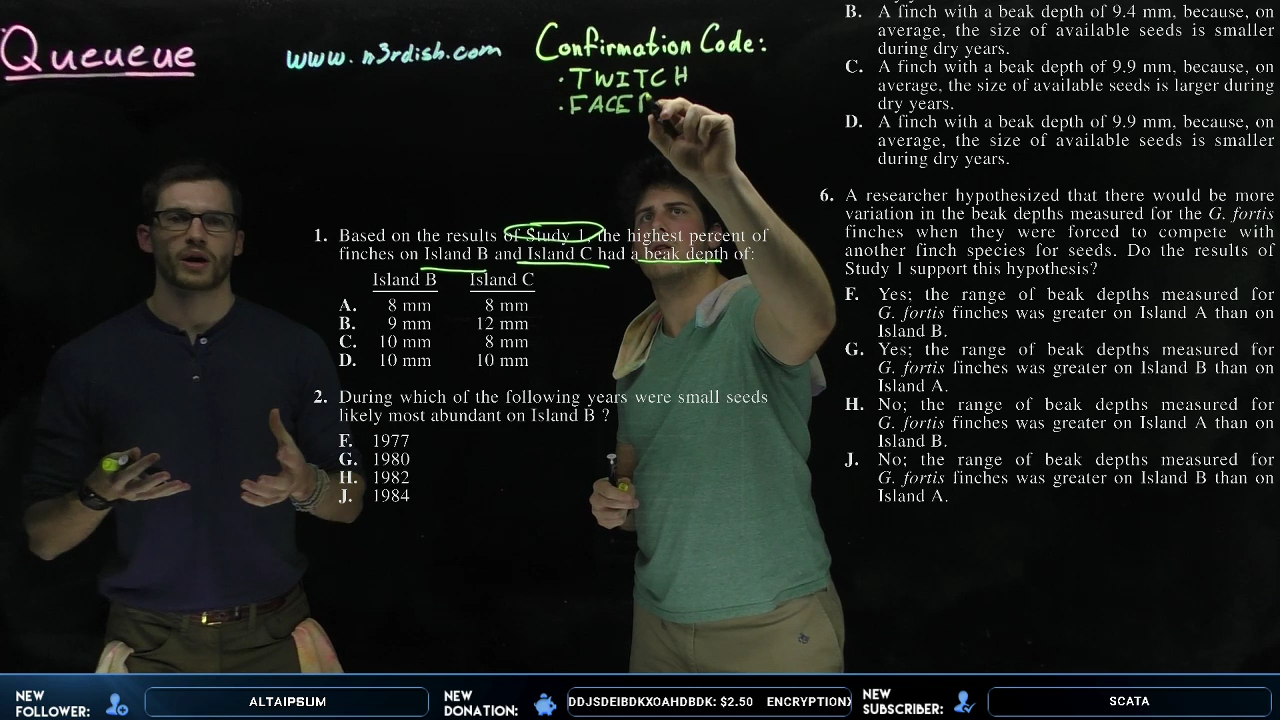 Queueue
www.n3rdish.com
Confirmation Code:
· TWITCH
· FACE
1. Based on the results of Study 1, the highest percent of
finches on Island B and Island C had a beak depth of:
Island B Island C
A. 8 mm 8 mm
B. 9 mm 12 mm
C. 10 mm 8 mm
D. 10 mm 10 mm
2. During which of the following years were small seeds
likely most abundant on Island B ?
F. 1977
G. 1980
H. 1982
J. 1984
B. A finch with a beak depth of 9.4 mm, because, on
average, the size of available seeds is smaller
during dry years.
C. A finch with a beak depth of 9.9 mm, because, on
average, the size of available seeds is larger during
dry years.
D. A finch with a beak depth of 9.9 mm, because, on
average, the size of available seeds is smaller
during dry years.
6. A researcher hypothesized that there would be more
variation in the beak depths measured for the G. fortis
finches when they were forced to compete with
another finch species for seeds. Do the results of
Study 1 support this hypothesis?
F. Yes; the range of beak depths measured for
G. fortis finches was greater on Island A than on
Island B.
G. Yes; the range of beak depths measured for
G. fortis finches was greater on Island B than on
Island A.
H. No; the range of beak depths measured for
G. fortis finches was greater on Island A than on
Island B.
J. No; the range of beak depths measured for
G. fortis finches was greater on Island B than on
Island A.
NEW
FOLLOWER:
ALTAIPSUM
NEW
DONATION:
DDJSDEIBDKXOAHDBDK: $2.50 ENCRYPTION
NEW
SUBSCRIBER:
SCATA